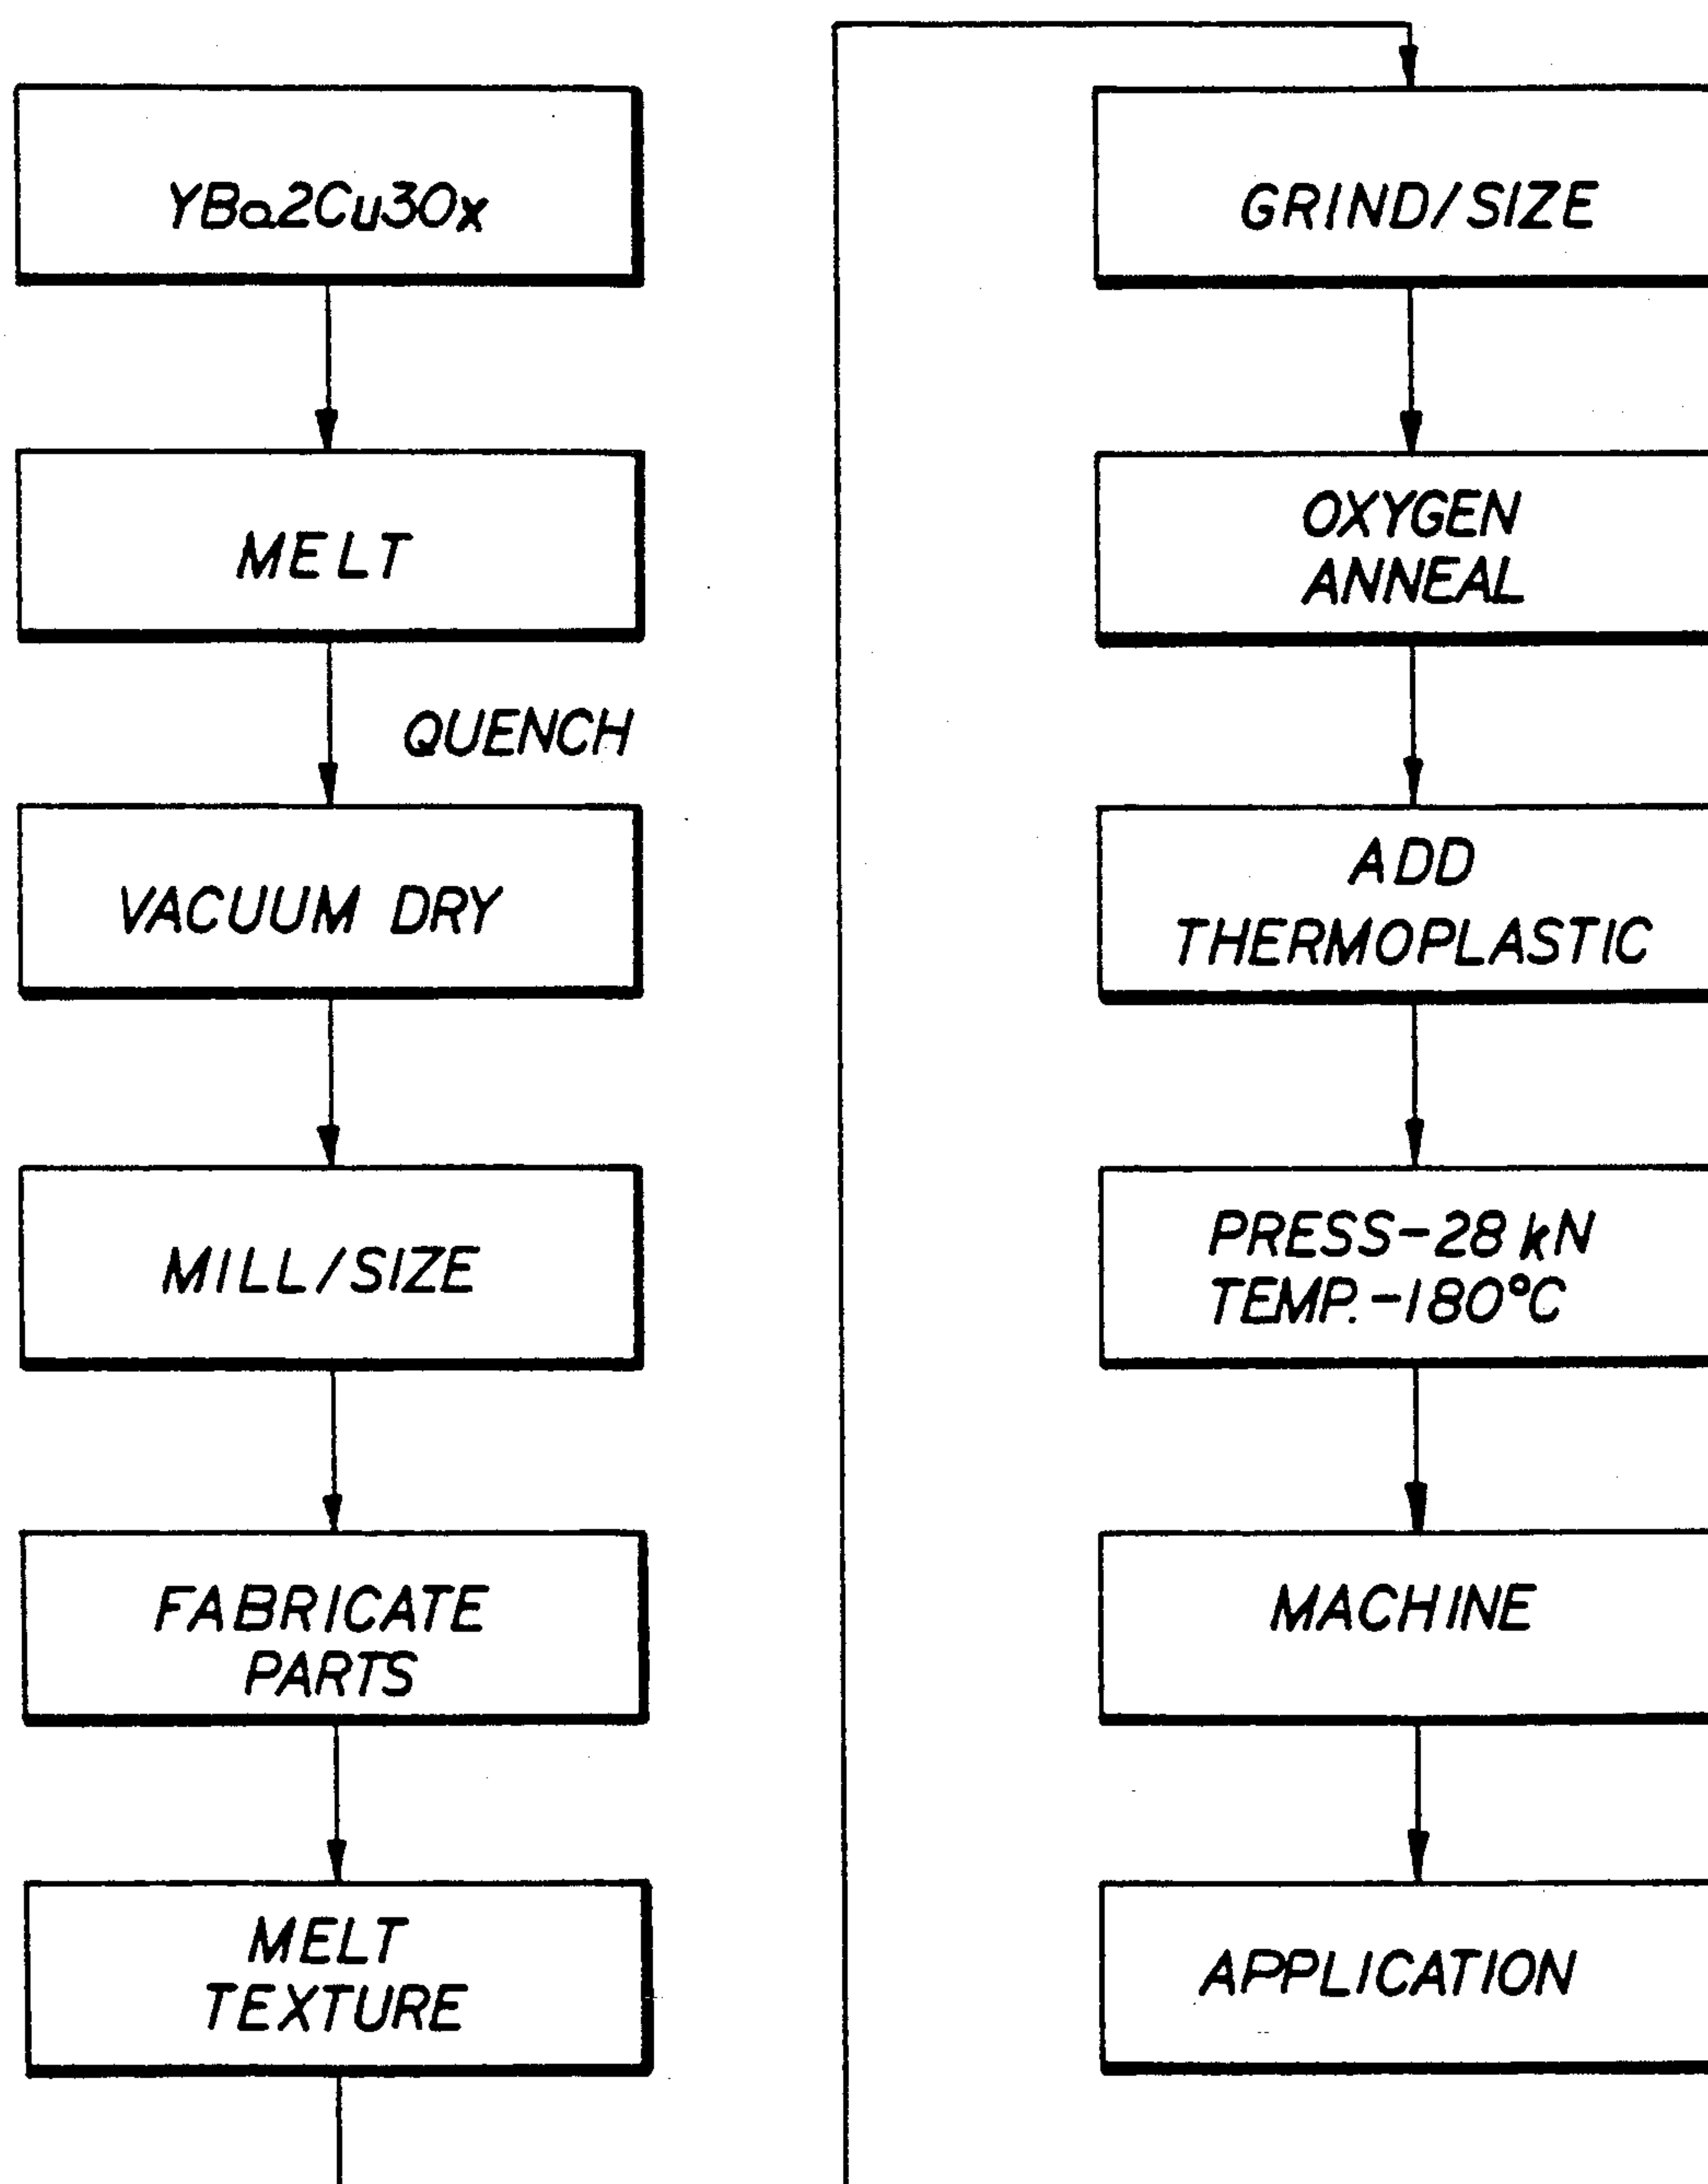 YBa2Cu3Ox
MELT
QUENCH
VACUUM DRY
MILL/SIZE
FABRICATE
PARTS
MELT
TEXTURE
GRIND/SIZE
OXYGEN
ANNEAL
ADD
THERMOPLASTIC
PRESS-28 kN
TEMP.-180°C
MACHINE
APPLICATION